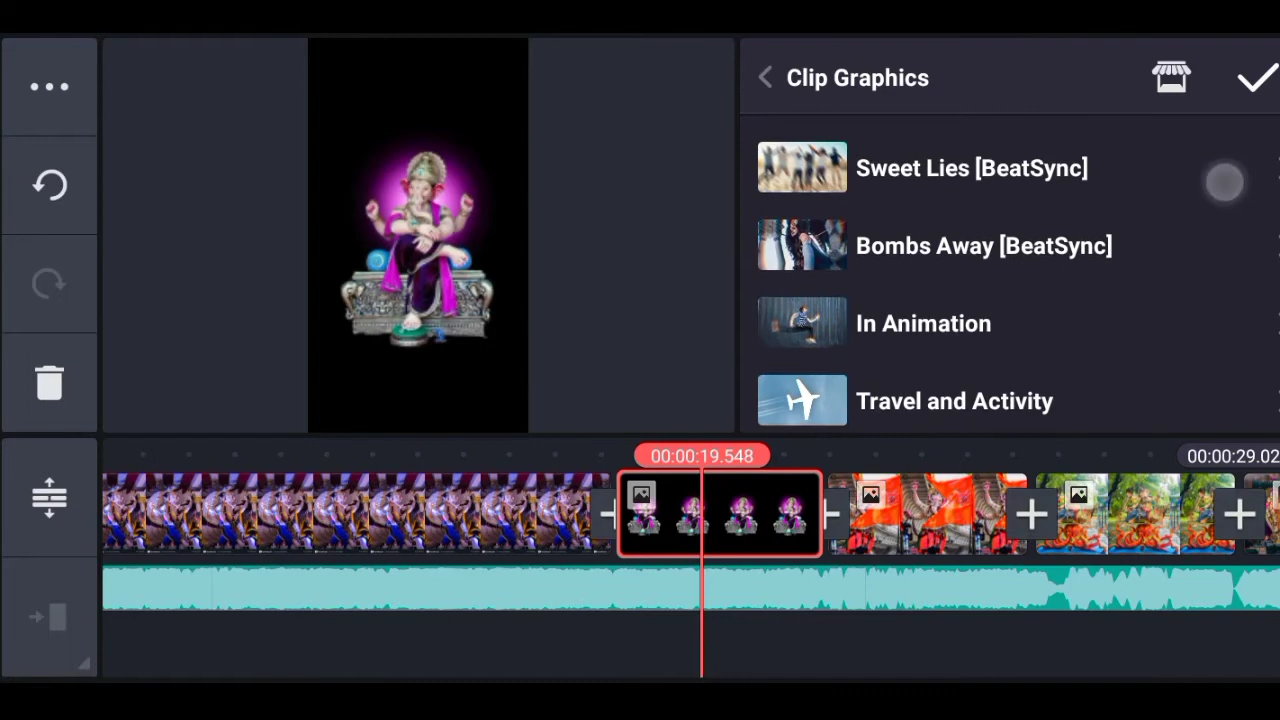 Clip Graphics
Sweet Lies [BeatSync]
Bombs Away [BeatSync]
In Animation
Travel and Activity
00:00:19.548
00:00:29.02